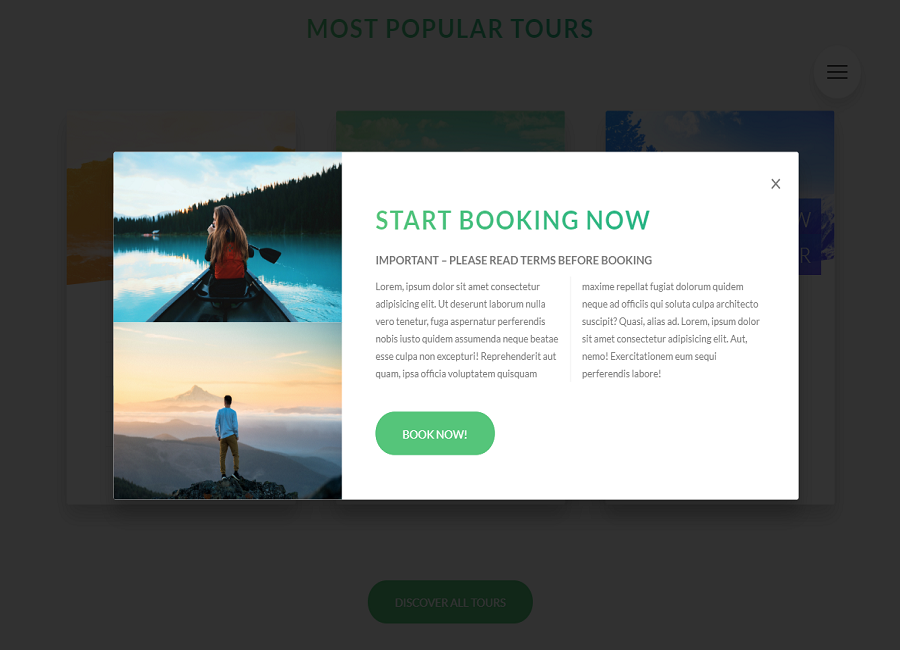 MOST POPULAR TOURS
START BOOKING NOW
IMPORTANT – PLEASE READ TERMS BEFORE BOOKING
Lorem, ipsum dolor sit amet consectetur
adipisicing elit. Ut deserunt laborum nulla
vero tenetur, fuga aspernatur perferendis
nobis iusto quidem assumenda neque beatae
esse culpa non excepturi! Reprehenderit aut
quam, ipsa officia voluptatem quisquam
maxime repellat fugiat dolorum quidem
neque ad officiis qui soluta culpa architecto
suscipit? Quasi, alias ad. Lorem, ipsum dolor
sit amet consectetur adipisicing elit. Aut,
nemo! Exercitationem eum sequi
perferendis labore!
BOOK NOW!
DISCOVER ALL TOURS